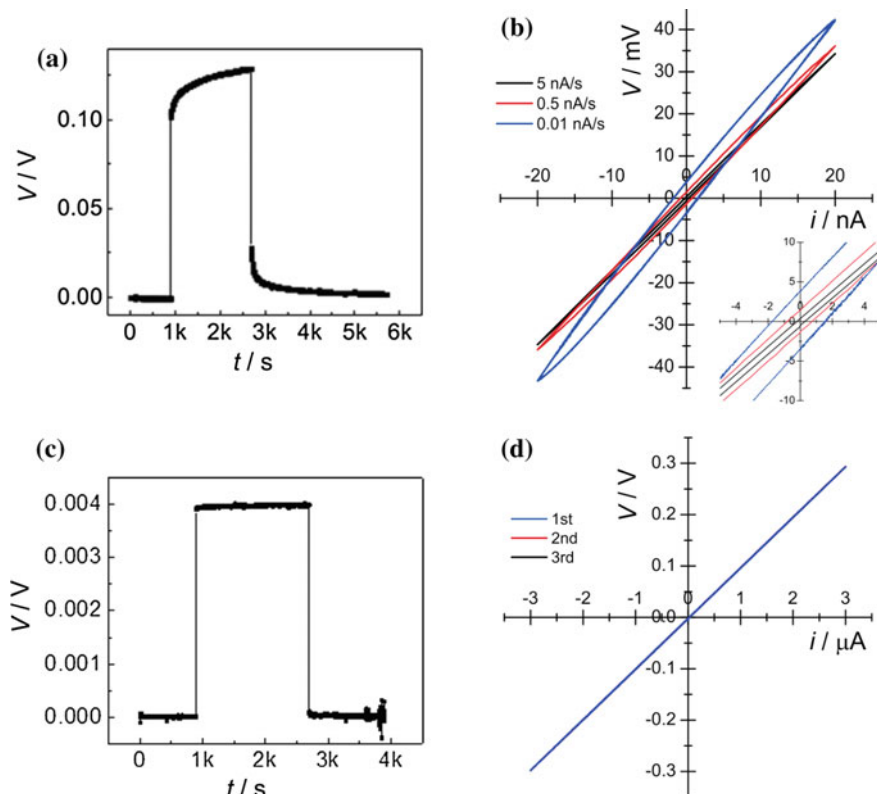 (a)
V / V
0.10
0.05
0.00
0 1k 2k 3k 4k 5k 6k
t / s
(b)
V / mV
5 nA/s
0.5 nA/s
0.01 nA/s
40
30
20
10
0
-10
-20
-30
-40
-20 -10 0 10 20
i / nA
10
5
0
-5
-10
-4 -2 0 2 4
(c)
V / V
0.004
0.003
0.002
0.001
0.000
0 1k 2k 3k 4k
t / s
(d)
V / V
1st
2nd
3rd
0.3
0.2
0.1
0.0
-0.1
-0.2
-0.3
-3 -2 -1 0 1 2 3
i / μA